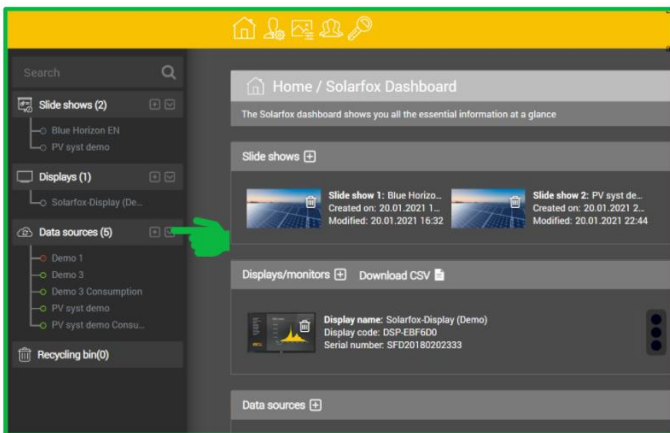 Search
Slide shows (2)
Blue Horizon EN
PV syst demo
Displays (1)
Solarfox-Display (De...
Data sources (5)
Demo 1
Demo 3
Demo 3 Consumption
PV syst demo
PV syst demo Consu...
Recycling bin(0)
Home / Solarfox Dashboard
The Solarfox dashboard shows you all the essential information at a glance
Slide shows
Slide show 1: Blue Horizo...
Created on: 20.01.2021 1...
Modified: 20.01.2021 16:32
Slide show 2: PV syst de...
Created on: 20.01.2021 2...
Modified: 20.01.2021 22:44
Displays/monitors Download CSV
Display name: Solarfox-Display (Demo)
Display code: DSP-EBF6D0
Serial number: SFD20180202333
Data sources